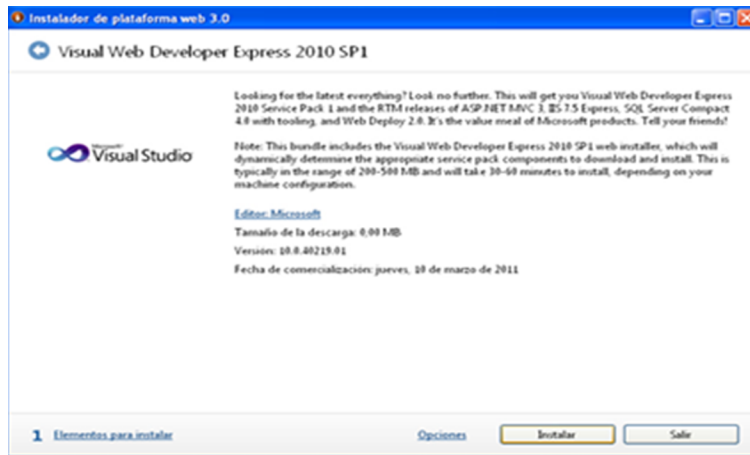 Instalador de plataforma web 3.0
Visual Web Developer Express 2010 SP1
Looking for the latest everything? Look no further. This will get you Visual Web Developer Express
2010 Service Pack 1 and the RTM releases of ASP.NET MVC 3, IIS 7.5 Express, SQL Server Compact
4.0 with tooling, and Web Deploy 2.0. It's the value meal of Microsoft products. Tell your friends!
Microsoft
Visual Studio
Note: This bundle includes the Visual Web Developer Express 2010 SP1 web installer, which will
dynamically determine the appropriate service pack components to download and install. This is
typically in the range of 200-500 MB and will take 30-60 minutes to install, depending on your
machine configuration.
Editor: Microsoft
Tamaño de la descarga: 0,00 MB
Versión: 10.0.40219.01
Fecha de comercialización: jueves, 10 de marzo de 2011
1 Elementos para instalar
Opciones
Instalar
Salir